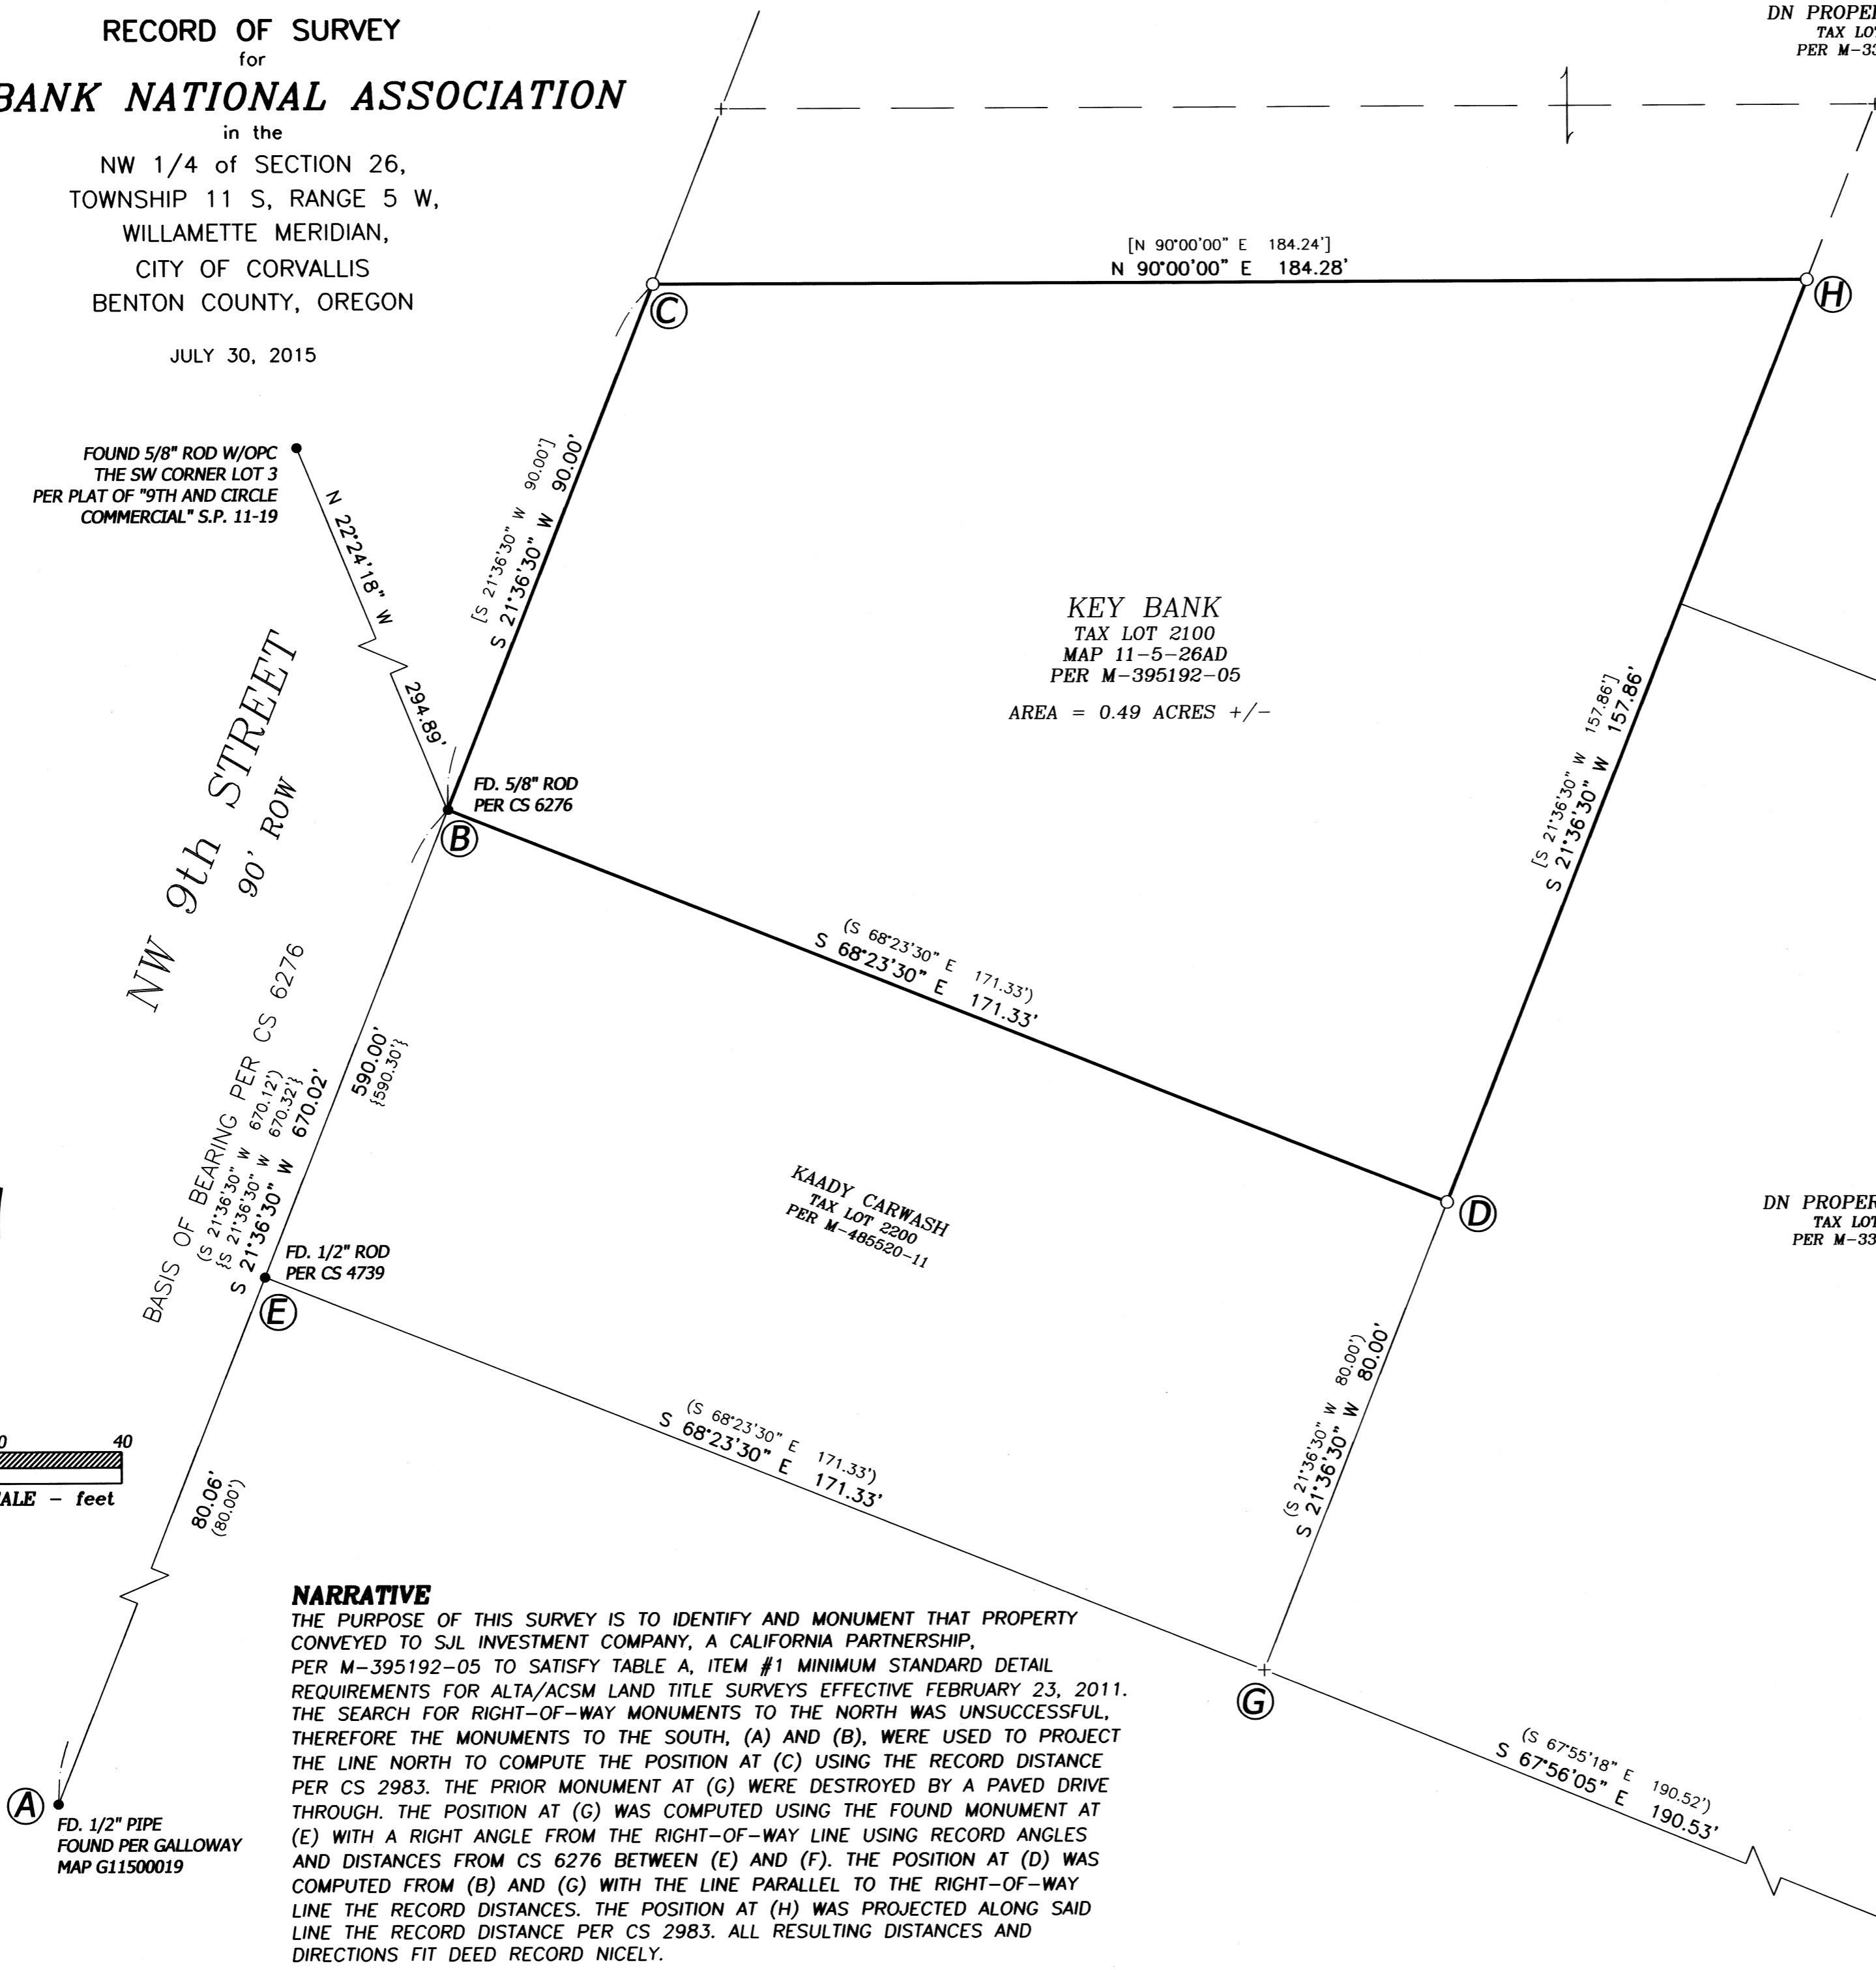 RECORD OF SURVEY
for
BANK NATIONAL ASSOCIATION
in the
NW 1/4 of SECTION 26,
TOWNSHIP 11 S, RANGE 5 W,
WILLAMETTE MERIDIAN,
CITY OF CORVALLIS
BENTON COUNTY, OREGON
JULY 30, 2015
DN PROPER
TAX LOT
PER M-33
[N 90°00'00" E 184.24']
N 90°00'00" E 184.28'
C
H
FOUND 5/8" ROD W/OPC
THE SW CORNER LOT 3
PER PLAT OF "9TH AND CIRCLE
COMMERCIAL" S.P. 11-19
N 22°24'18" W
294.89'
[S 21°36'30" W 90.00']
S 21°36'30" W 90.00'
KEY BANK
TAX LOT 2100
MAP 11-5-26AD
PER M-395192-05
AREA = 0.49 ACRES +/-
[S 21°36'30" W 157.86']
S 21°36'30" W 157.86'
NW 9th STREET
90' ROW
FD. 5/8" ROD
PER CS 6276
B
(S 68°23'30" E 171.33')
S 68°23'30" E 171.33'
BASIS OF BEARING PER CS 6276
(S 21°36'30" W 670.12')
{S 21°36'30" W 670.32'}
S 21°36'30" W 670.02'
590.00'
{590.30'}
KAADY CARWASH
TAX LOT 2200
PER M-485520-11
D
DN PROPER
TAX LOT
PER M-33
FD. 1/2" ROD
PER CS 4739
E
(S 21°36'30" W 80.00')
S 21°36'30" W 80.00'
(S 68°23'30" E 171.33')
S 68°23'30" E 171.33'
0 40
ALE - feet
80.06'
(80.00')
G
(S 67°55'18" E 190.52')
S 67°56'05" E 190.53'
A
FD. 1/2" PIPE
FOUND PER GALLOWAY
MAP G11500019
NARRATIVE
THE PURPOSE OF THIS SURVEY IS TO IDENTIFY AND MONUMENT THAT PROPERTY
CONVEYED TO SJL INVESTMENT COMPANY, A CALIFORNIA PARTNERSHIP,
PER M-395192-05 TO SATISFY TABLE A, ITEM #1 MINIMUM STANDARD DETAIL
REQUIREMENTS FOR ALTA/ACSM LAND TITLE SURVEYS EFFECTIVE FEBRUARY 23, 2011.
THE SEARCH FOR RIGHT-OF-WAY MONUMENTS TO THE NORTH WAS UNSUCCESSFUL,
THEREFORE THE MONUMENTS TO THE SOUTH, (A) AND (B), WERE USED TO PROJECT
THE LINE NORTH TO COMPUTE THE POSITION AT (C) USING THE RECORD DISTANCE
PER CS 2983. THE PRIOR MONUMENT AT (G) WERE DESTROYED BY A PAVED DRIVE
THROUGH. THE POSITION AT (G) WAS COMPUTED USING THE FOUND MONUMENT AT
(E) WITH A RIGHT ANGLE FROM THE RIGHT-OF-WAY LINE USING RECORD ANGLES
AND DISTANCES FROM CS 6276 BETWEEN (E) AND (F). THE POSITION AT (D) WAS
COMPUTED FROM (B) AND (G) WITH THE LINE PARALLEL TO THE RIGHT-OF-WAY
LINE THE RECORD DISTANCES. THE POSITION AT (H) WAS PROJECTED ALONG SAID
LINE THE RECORD DISTANCE PER CS 2983. ALL RESULTING DISTANCES AND
DIRECTIONS FIT DEED RECORD NICELY.